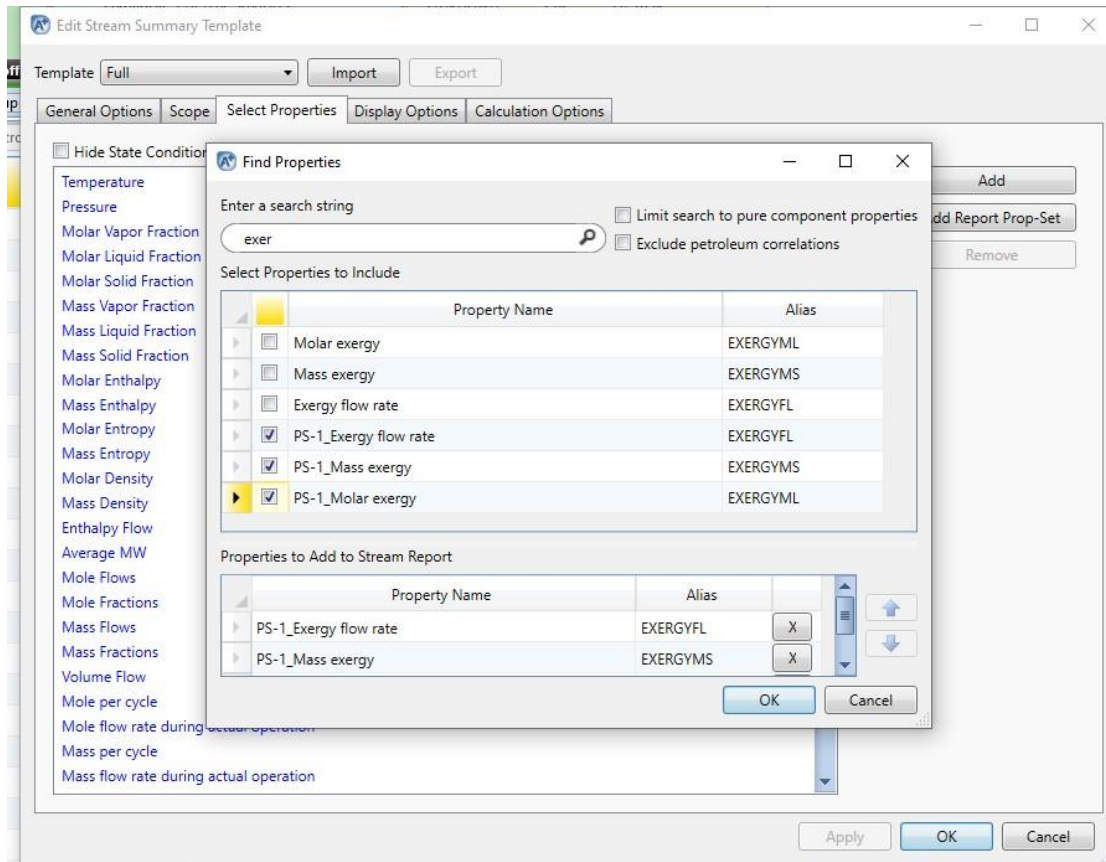 Edit Stream Summary Template
Template Full Import Export
General Options Scope Select Properties Display Options Calculation Options
Hide State Condition
Temperature
Pressure
Molar Vapor Fraction
Molar Liquid Fraction
Molar Solid Fraction
Mass Vapor Fraction
Mass Liquid Fraction
Mass Solid Fraction
Molar Enthalpy
Mass Enthalpy
Molar Entropy
Mass Entropy
Molar Density
Mass Density
Enthalpy Flow
Average MW
Mole Flows
Mole Fractions
Mass Flows
Mass Fractions
Volume Flow
Mole per cycle
Mole flow rate during actual operation
Mass per cycle
Mass flow rate during actual operation
Add
dd Report Prop-Set
Remove
Find Properties
Enter a search string
exer
Limit search to pure component properties
Exclude petroleum correlations
Select Properties to Include
Property Name Alias
Molar exergy EXERGYML
Mass exergy EXERGYMS
Exergy flow rate EXERGYFL
PS-1_Exergy flow rate EXERGYFL
PS-1_Mass exergy EXERGYMS
PS-1_Molar exergy EXERGYML
Properties to Add to Stream Report
Property Name Alias
PS-1_Exergy flow rate EXERGYFL X
PS-1_Mass exergy EXERGYMS X
OK Cancel
Apply OK Cancel